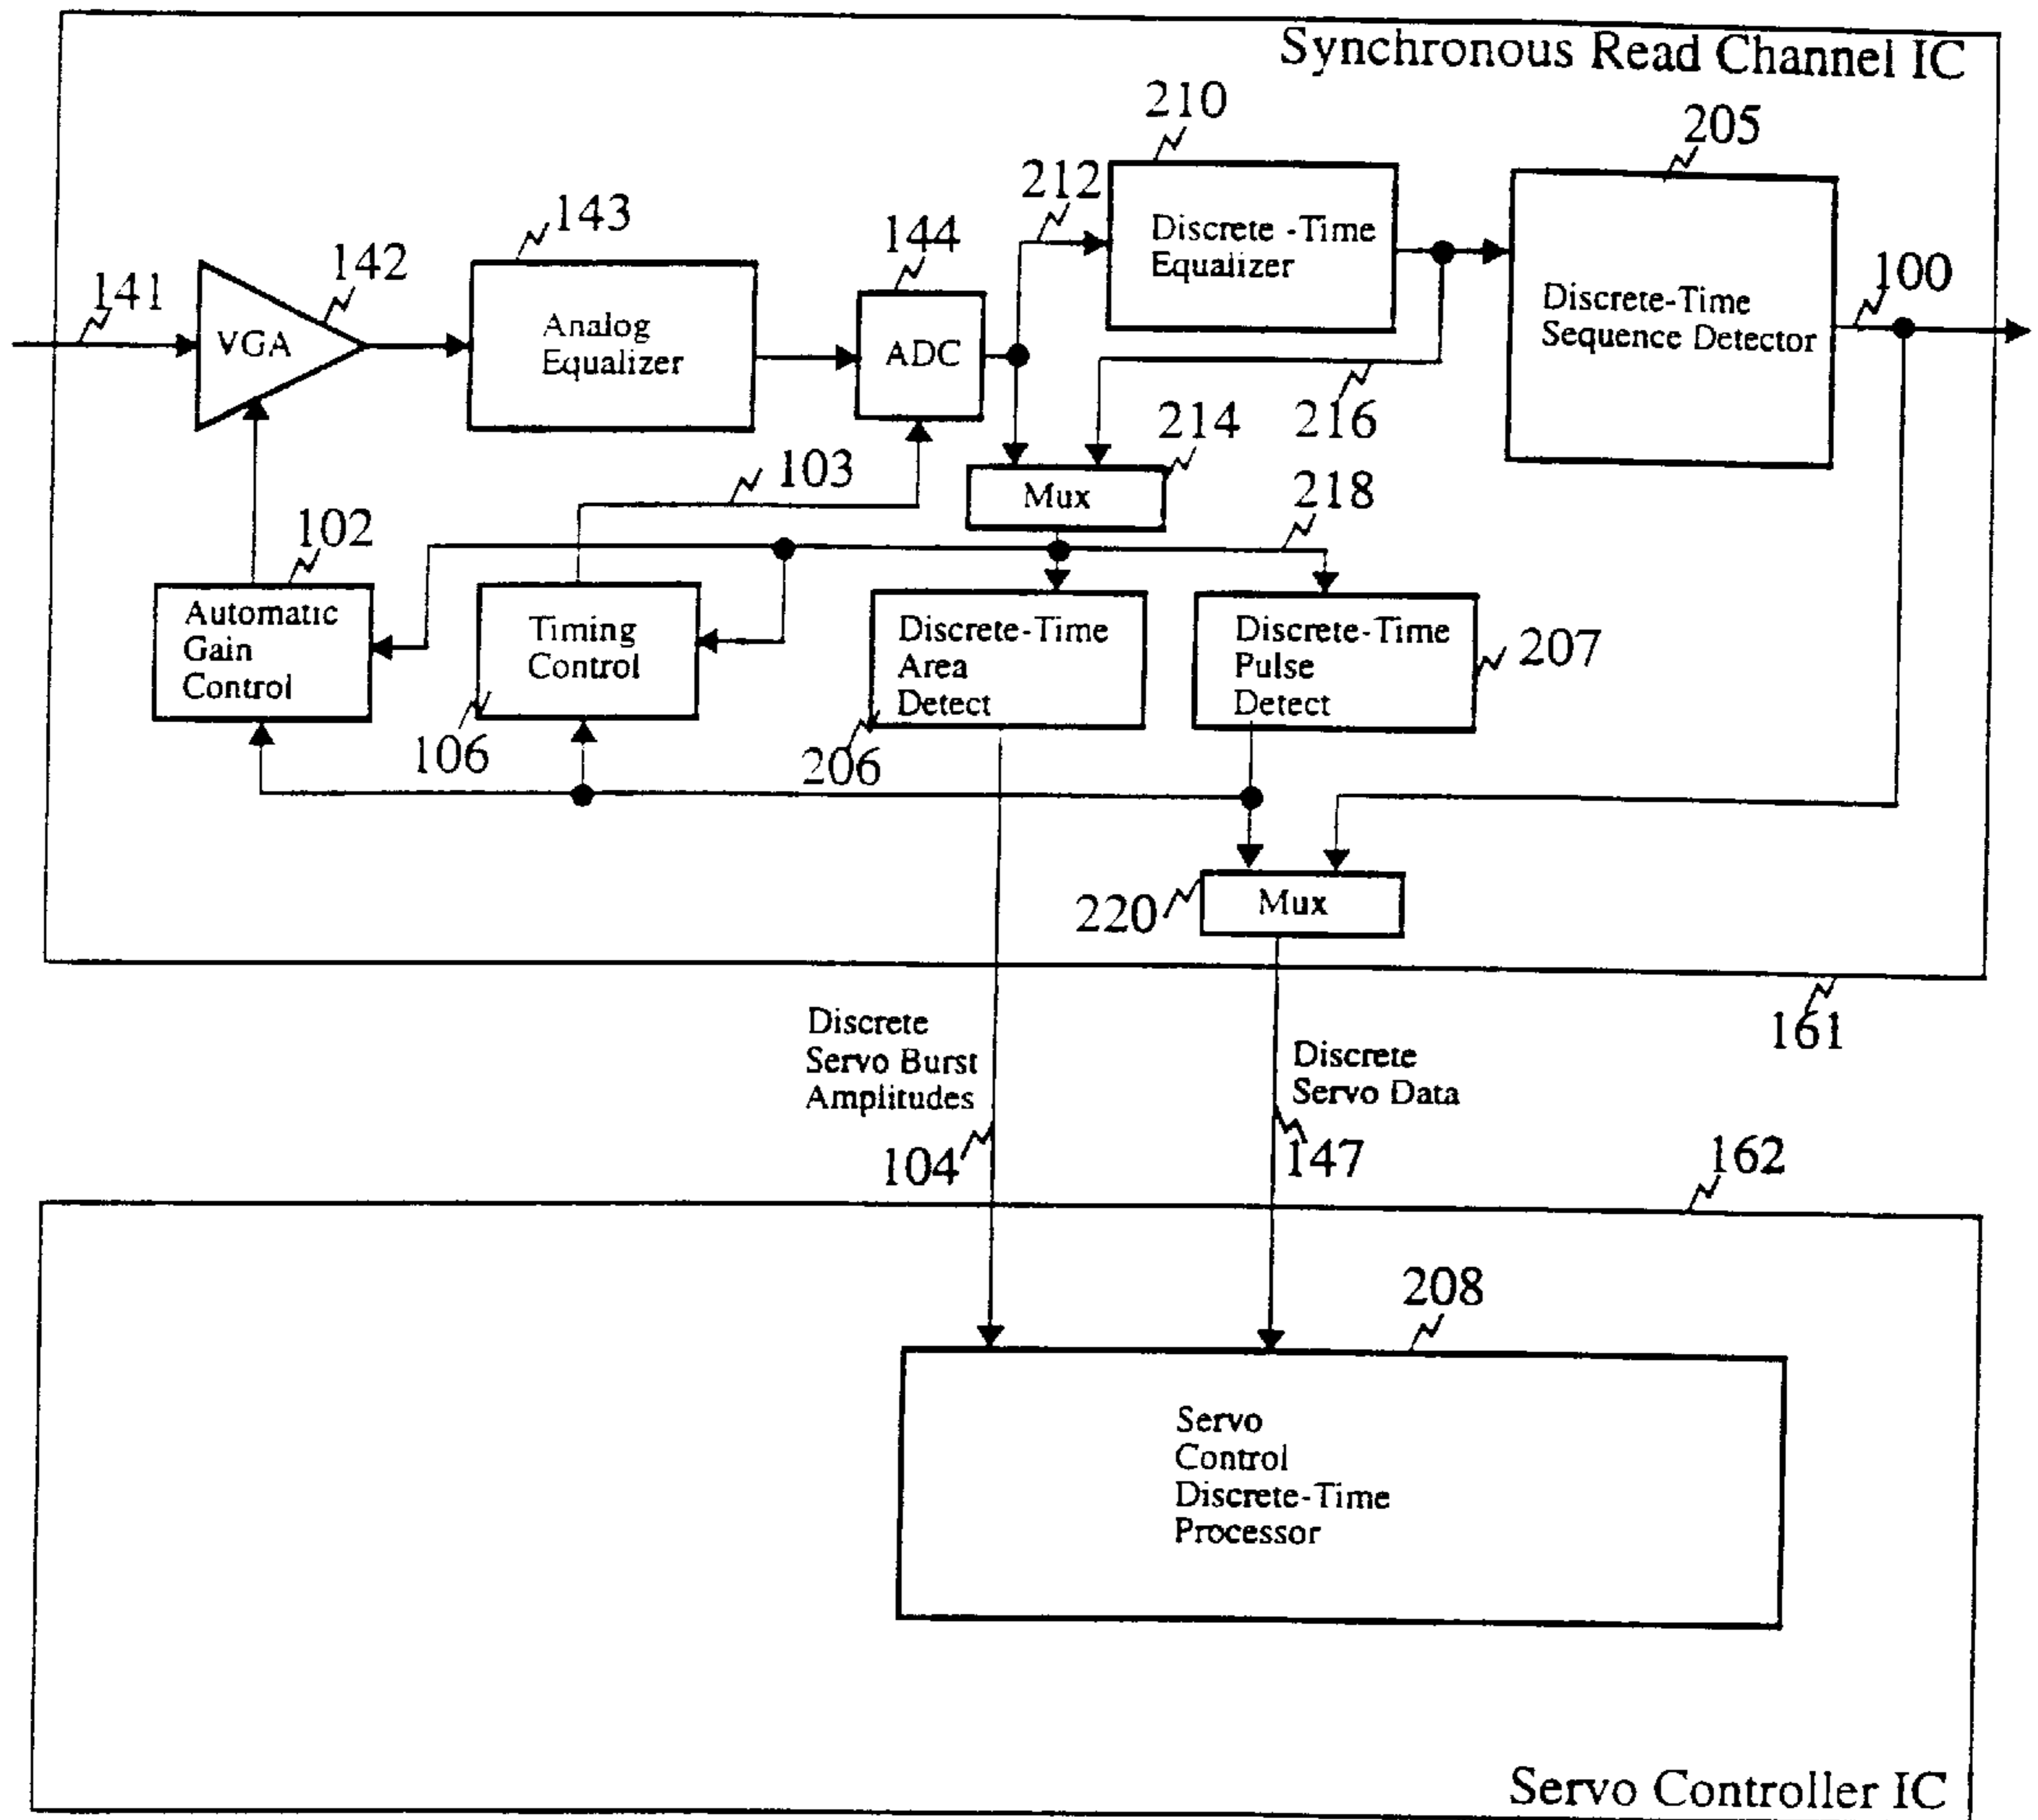 Synchronous Read Channel IC
210
205
212
143
144
142
141
100
VGA
Analog
Equalizer
ADC
Discrete -Time
Equalizer
Discrete-Time
Sequence Detector
216
214
103
Mux
218
102
Automatic
Gain
Control
Timing
Control
Discrete-Time
Area
Detect
Discrete-Time
Pulse
Detect
207
106
206
220
Mux
161
Discrete
Servo Burst
Amplitudes
Discrete
Servo Data
104
147
162
208
Servo
Control
Discrete-Time
Processor
Servo Controller IC